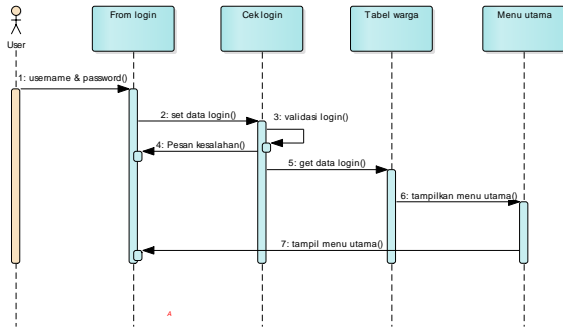 User
From login
Cek login
Tabel warga
Menu utama
1: username & password()
2: set data login()
3: validasi login()
4: Pesan kesalahan()
5: get data login()
6: tampilkan menu utama()
7: tampil menu utama()
A